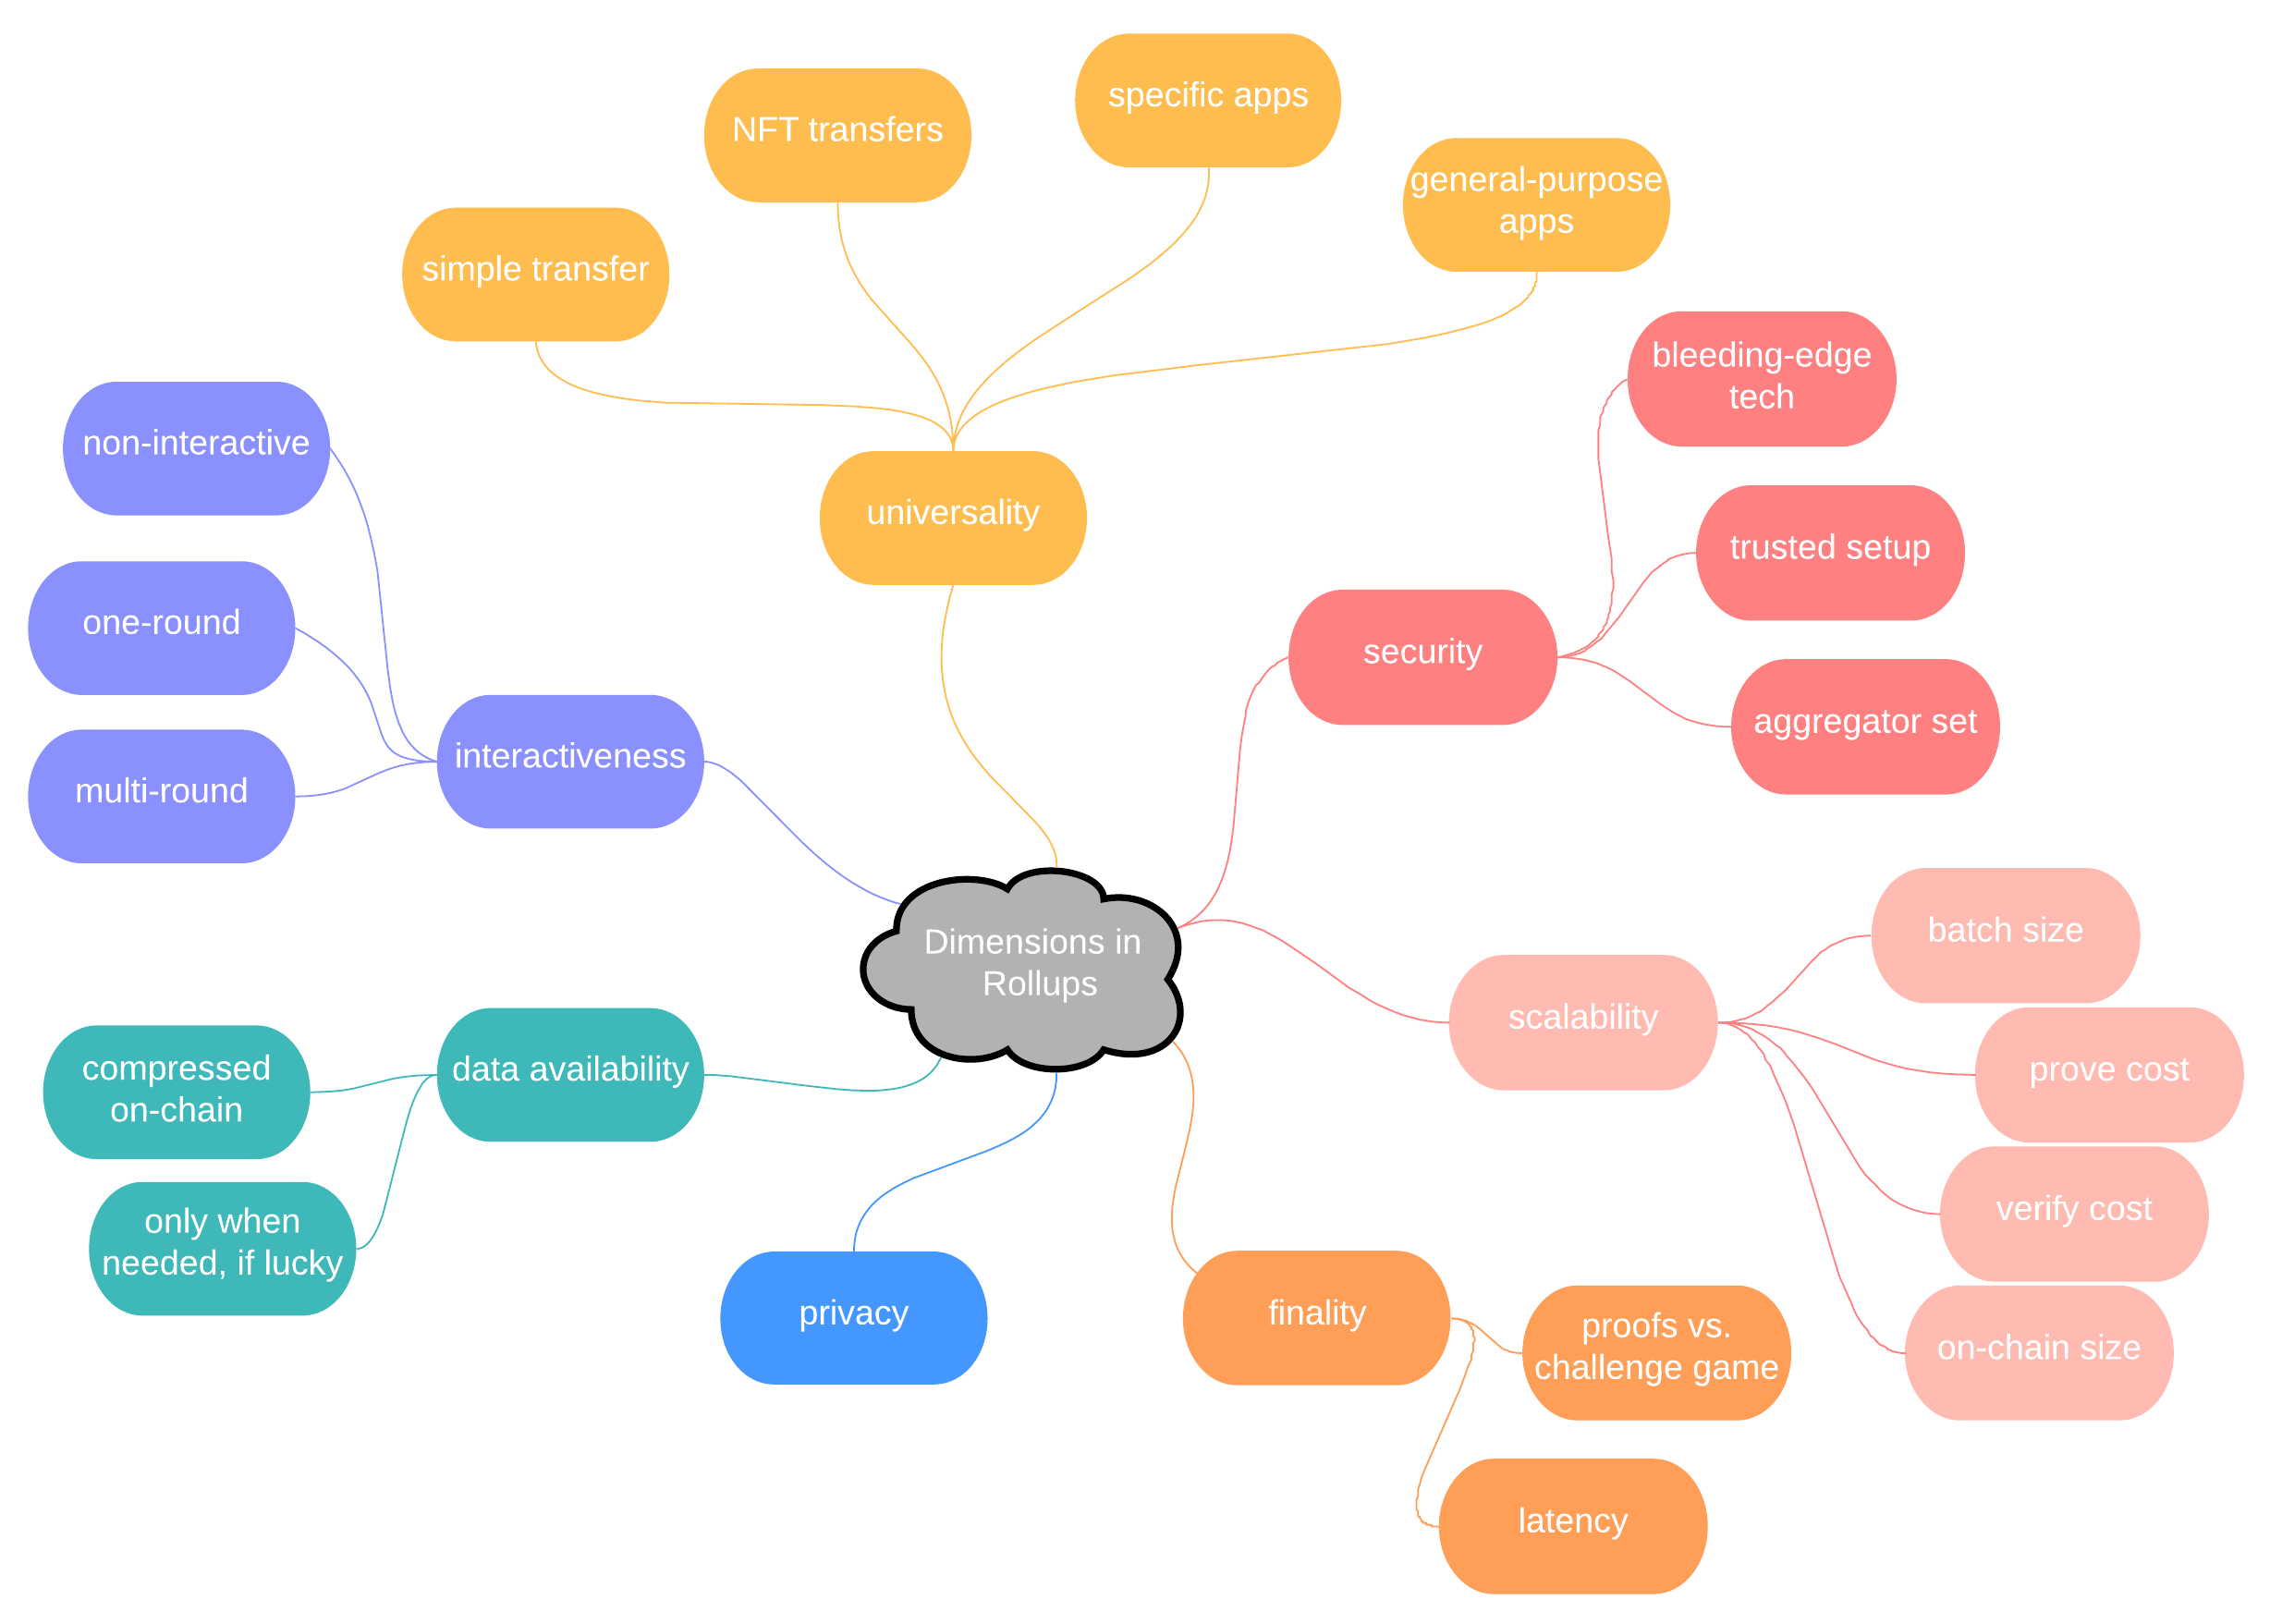 specific apps
NFT transfers
general-purpose
apps
simple transfer
bleeding-edge
tech
non-interactive
universality
trusted setup
one-round
security
aggregator set
interactiveness
multi-round
batch size
Dimensions in
Rollups
scalability
compressed
on-chain
data availability
prove cost
verify cost
only when
needed, if lucky
privacy
finality
proofs vs.
challenge game
on-chain size
latency